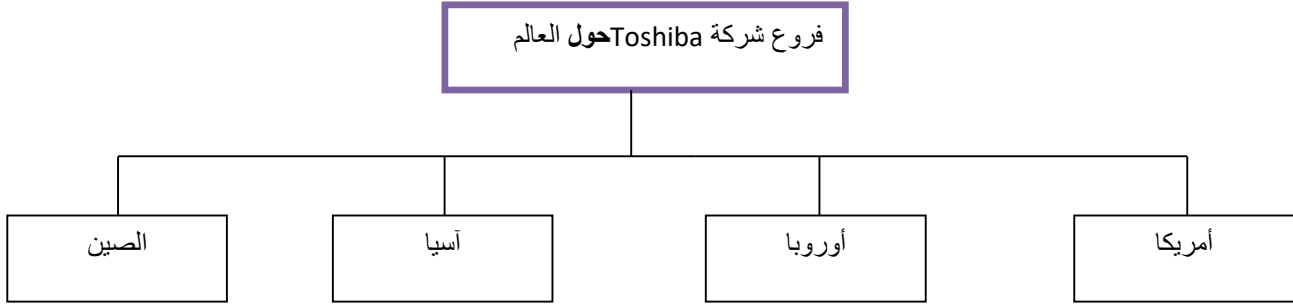 فروع شركة Toshibaحول العالم
أمريكا
أوروبا
آسيا
الصين